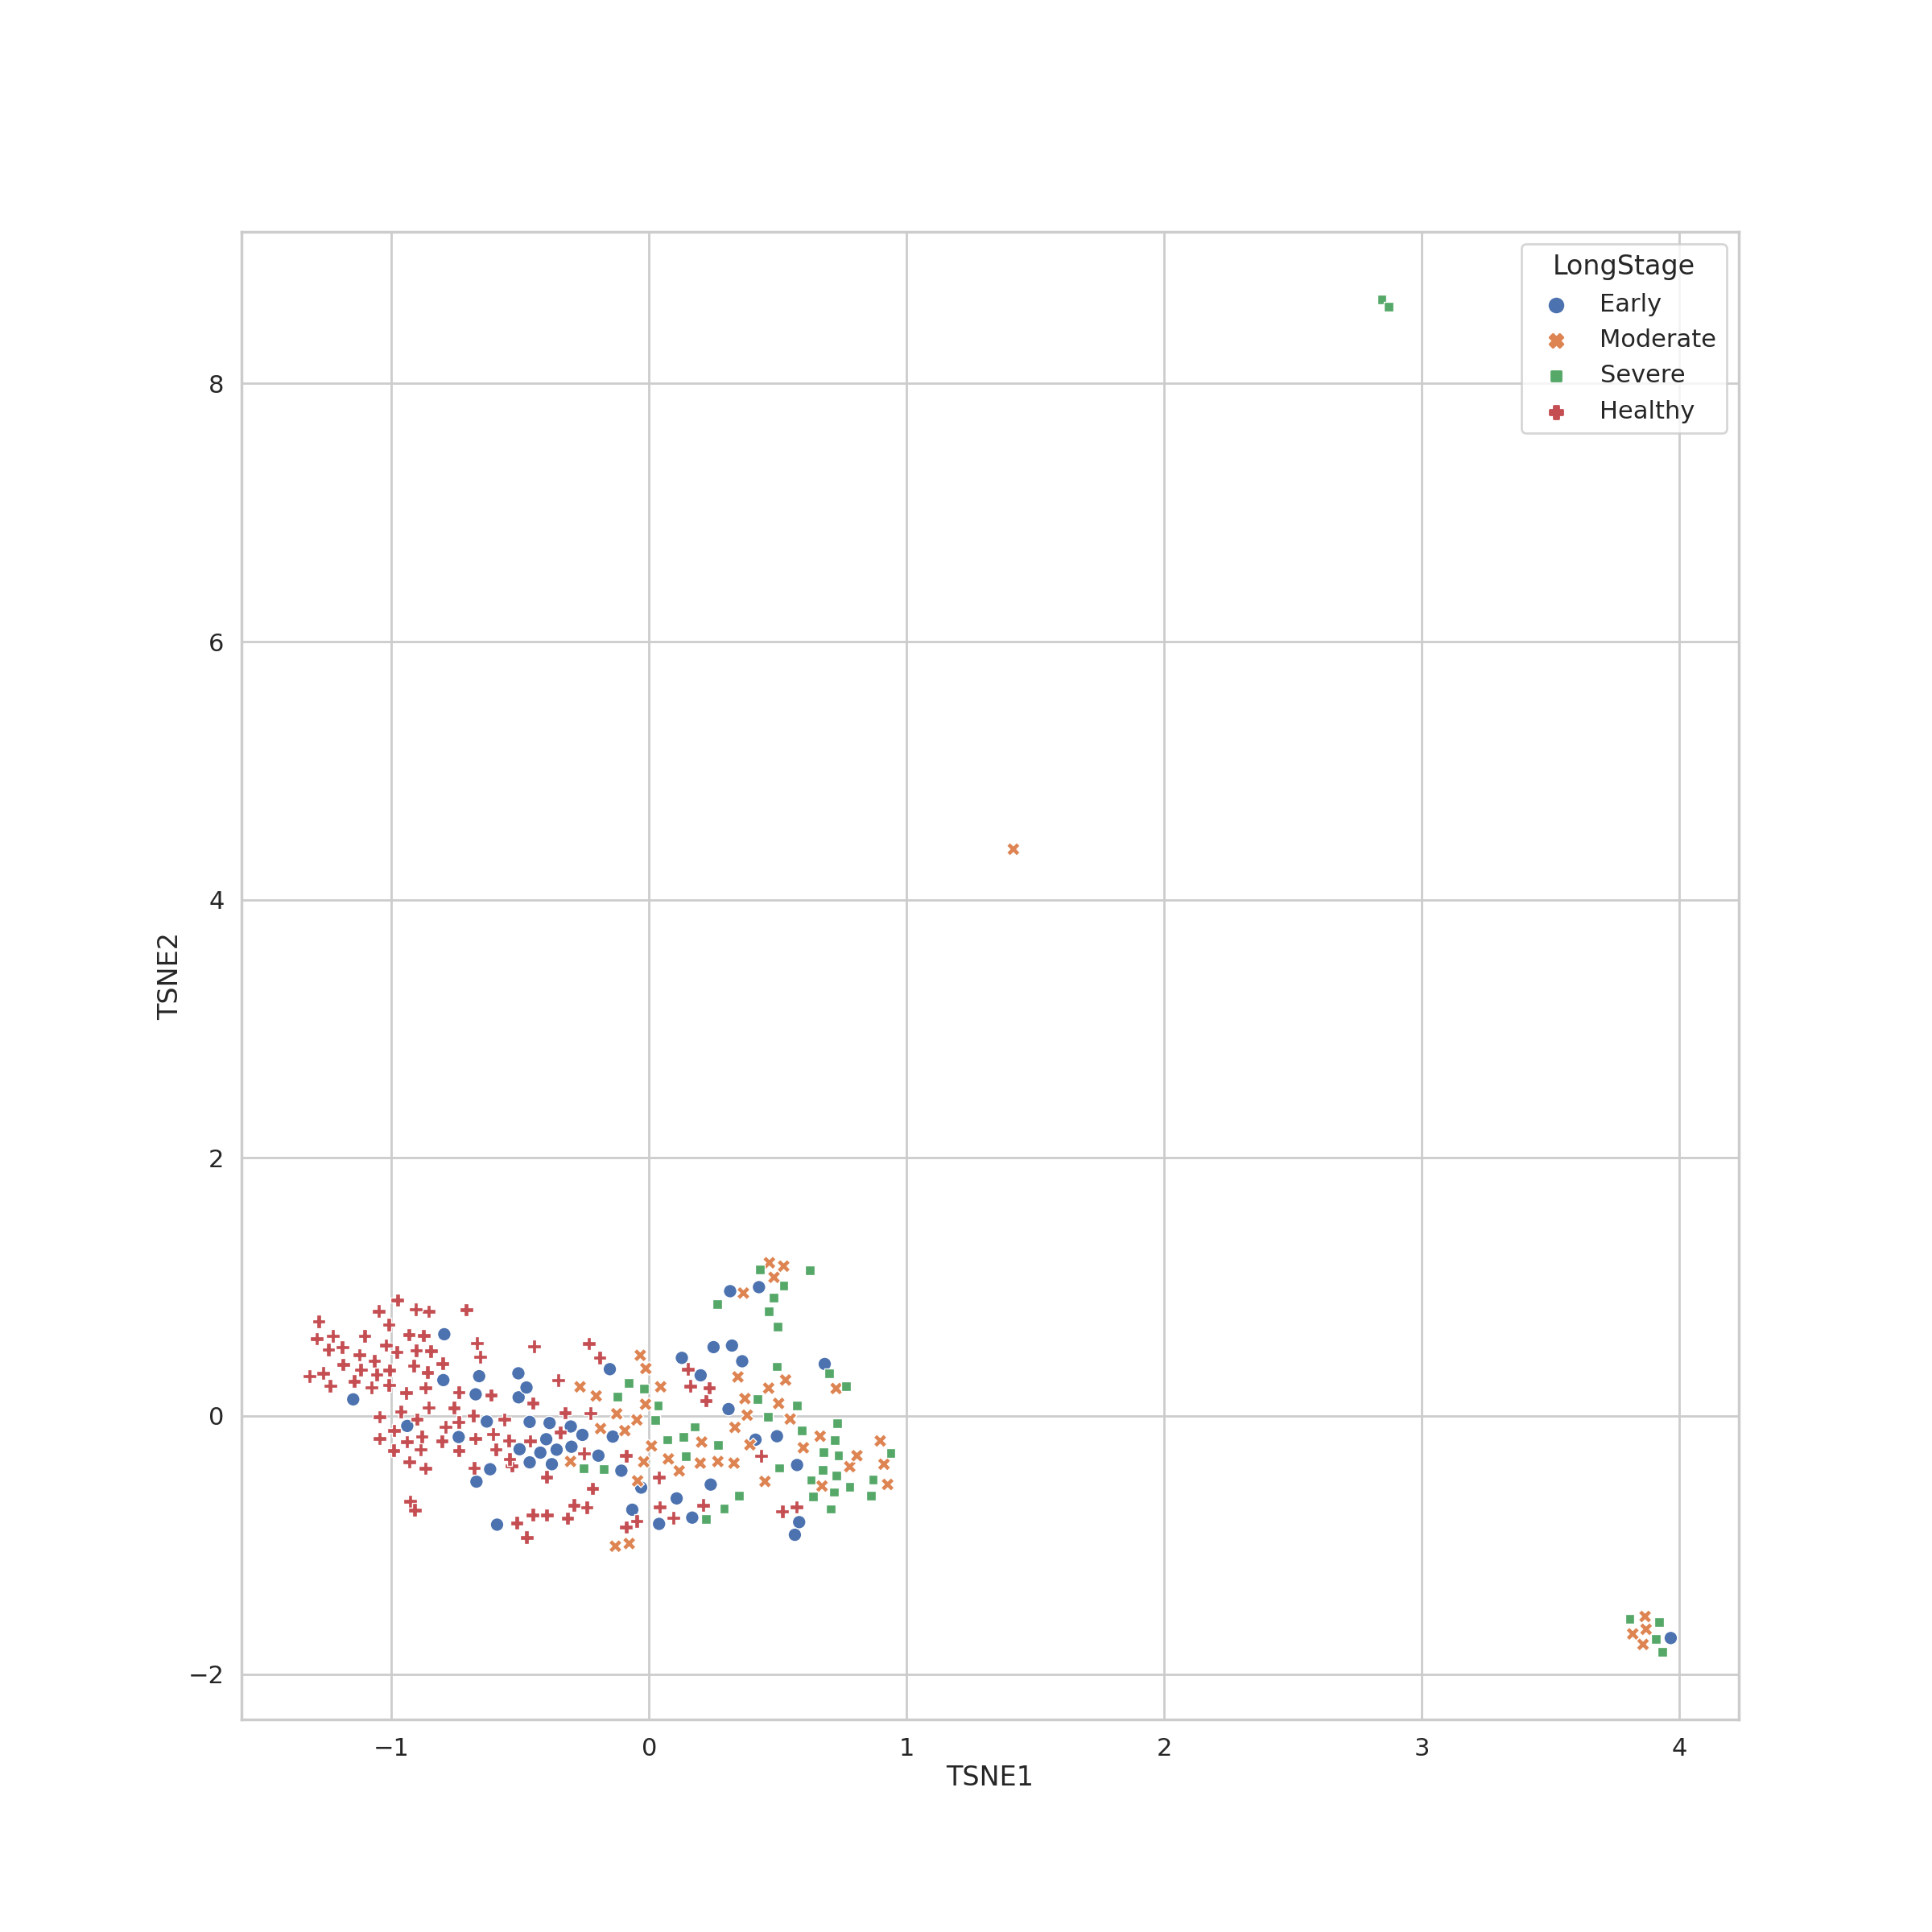 LongStage
Early
Moderate
Severe
Healthy
8
6
4
2
0
−2
TSNE2
−1 0 1 2 3 4
TSNE1